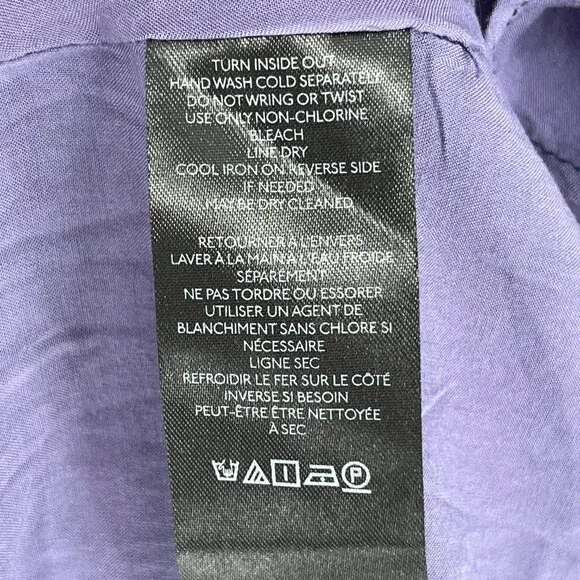 TURN INSIDE OUT
HAND WASH COLD SEPARATELY
DO NOT WRING OR TWIST
USE ONLY NON-CHLORINE
BLEACH
LINE DRY
COOL IRON ON REVERSE SIDE
IF NEEDED
MAY BE DRY CLEANED
RETOURNER À L'ENVERS
LAVER À LA MAIN A L'EAU FROIDE
SÉPARÉMENT
NE PAS TORDRE OU ESSORER
UTILISER UN AGENT DE
BLANCHIMENT SANS CHLORE SI
NÉCESSAIRE
LIGNE SEC
REFROIDIR LE FER SUR LE CÔTÉ
INVERSE SI BESOIN
PEUT-ÊTRE ÊTRE NETTOYÉE
À SEC
P